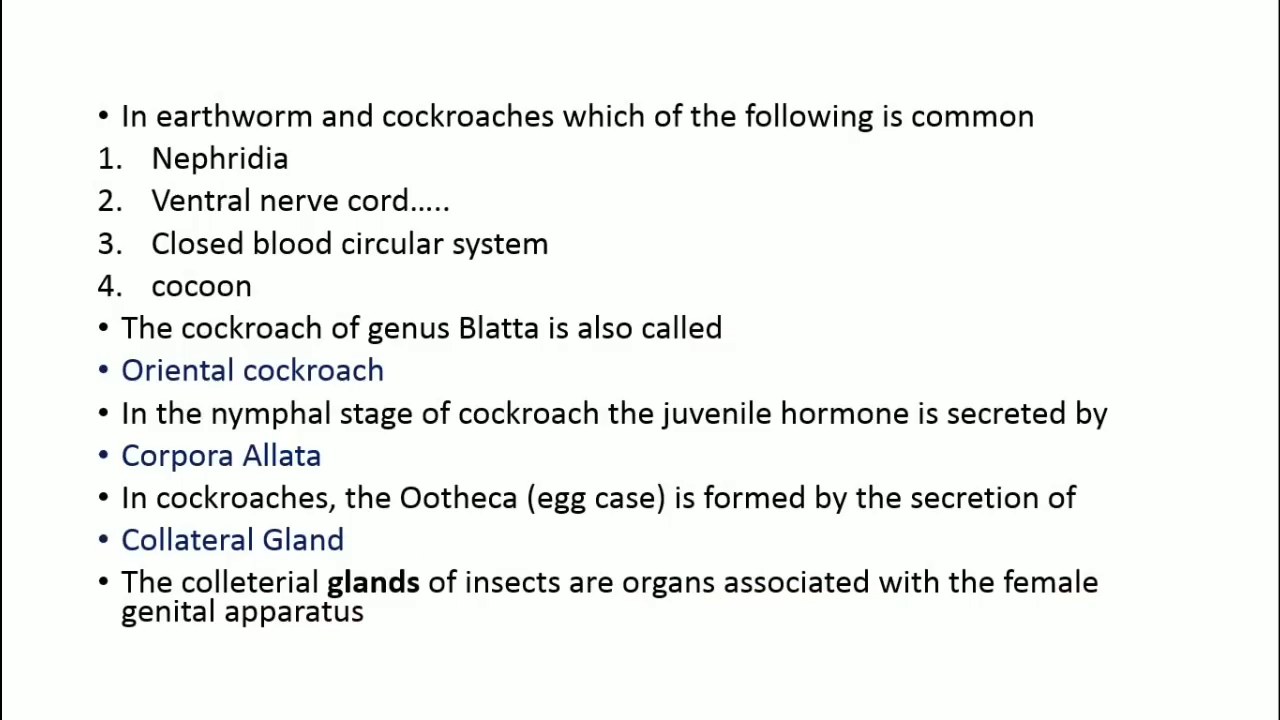 • In earthworm and cockroaches which of the following is common
1. Nephridia
2. Ventral nerve cord.....
3. Closed blood circular system
4. cocoon
• The cockroach of genus Blatta is also called
• Oriental cockroach
• In the nymphal stage of cockroach the juvenile hormone is secreted by
• Corpora Allata
• In cockroaches, the Ootheca (egg case) is formed by the secretion of
• Collateral Gland
• The colleterial glands of insects are organs associated with the female
genital apparatus